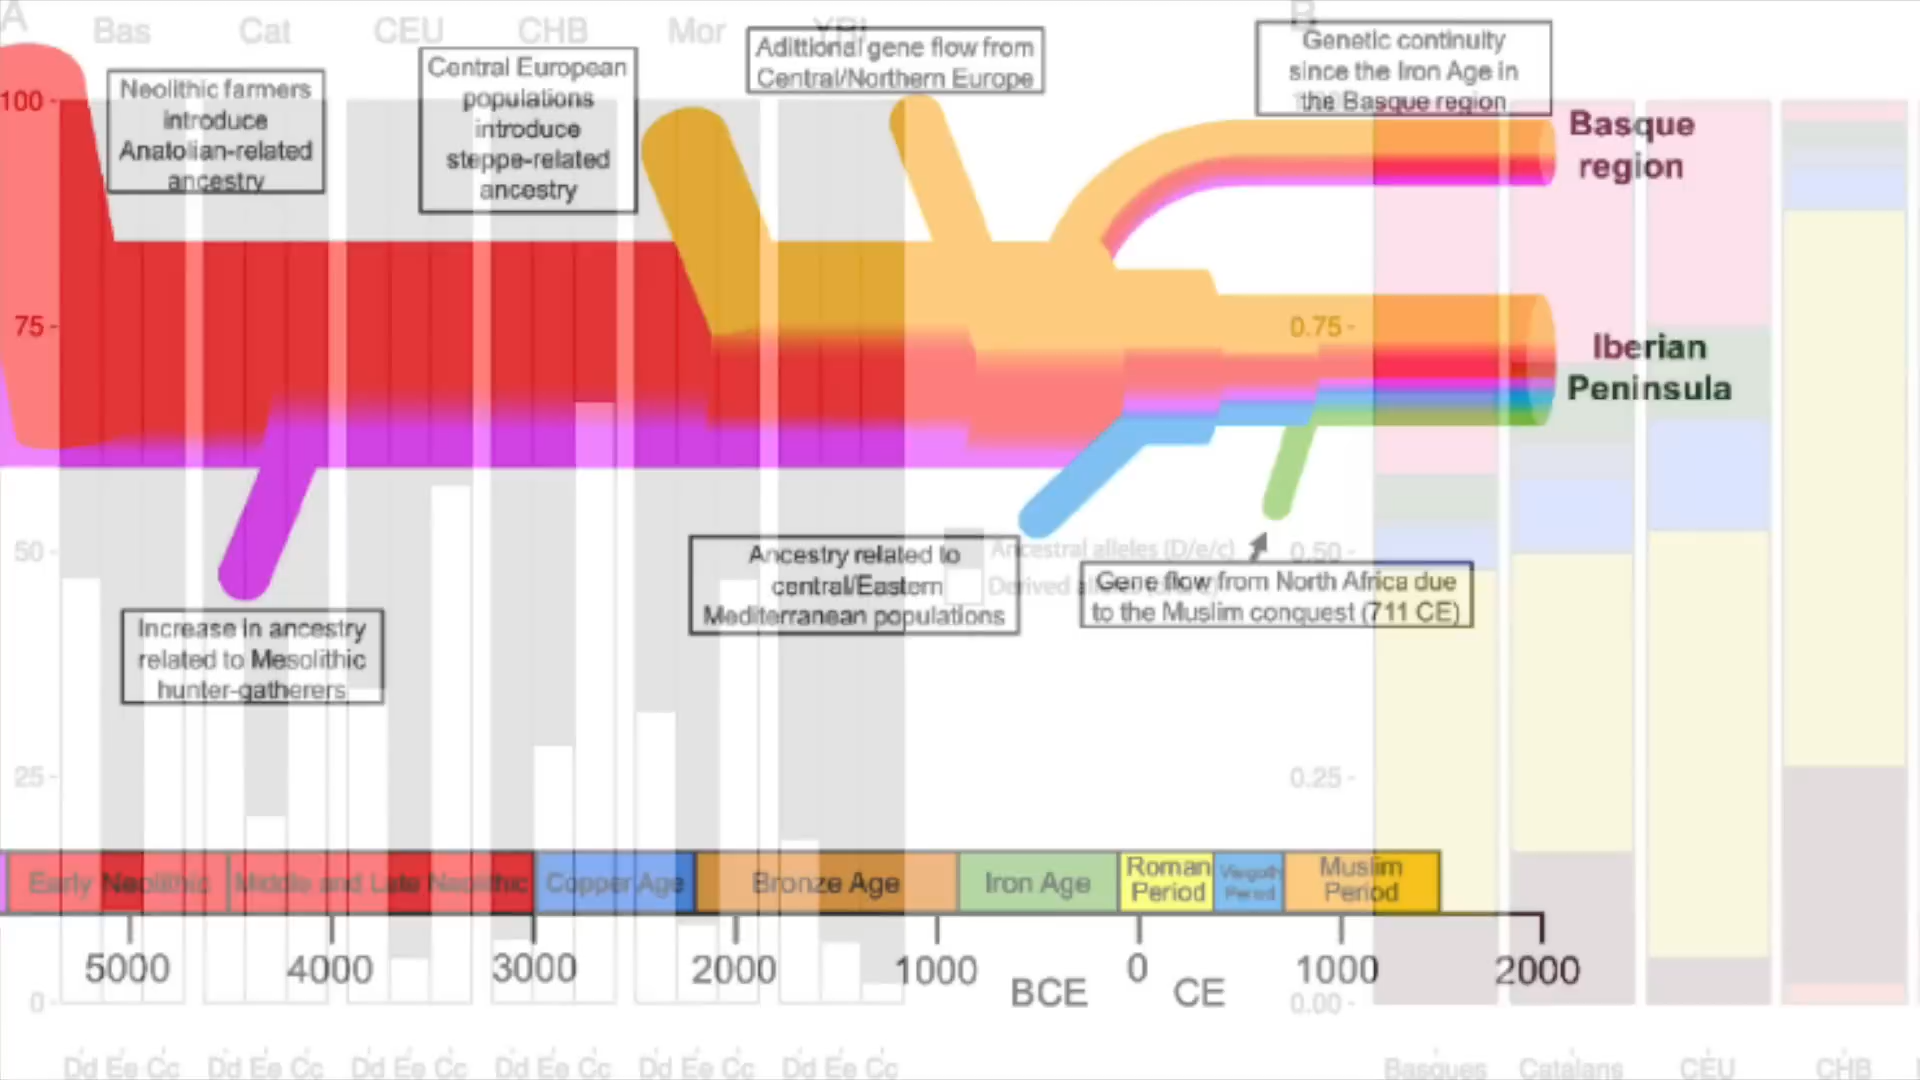 A
Bas
Cat
CEU
CHB
Mor
YRI
B
Neolithic farmers
introduce
Anatolian-related
ancestry
Central European
populations
introduce
steppe-related
ancestry
Adittional gene flow from
Central/Northern Europe
Genetic continuity
since the Iron Age in
the Basque region
Basque
region
Iberian
Peninsula
100
75
50
25
0
0.75
0.50
0.25
0.00
Increase in ancestry
related to Mesolithic
hunter-gatherers
Ancestry related to
central/Eastern
Mediterranean populations
Ancestral alleles (D/e/c)
Derived
Gene flow from North Africa due
to the Muslim conquest (711 CE)
Early Neolithic
Middle and Late Neolithic
Copper Age
Bronze Age
Iron Age
Roman
Period
Visigoth
Period
Muslim
Period
5000
4000
3000
2000
1000
0
1000
2000
BCE
CE
Dd Ee Cc
Dd Ee Cc
Dd Ee Cc
Dd Ee Cc
Dd Ee Cc
Dd Ee Cc
Basques
Catalans
CEU
CHB